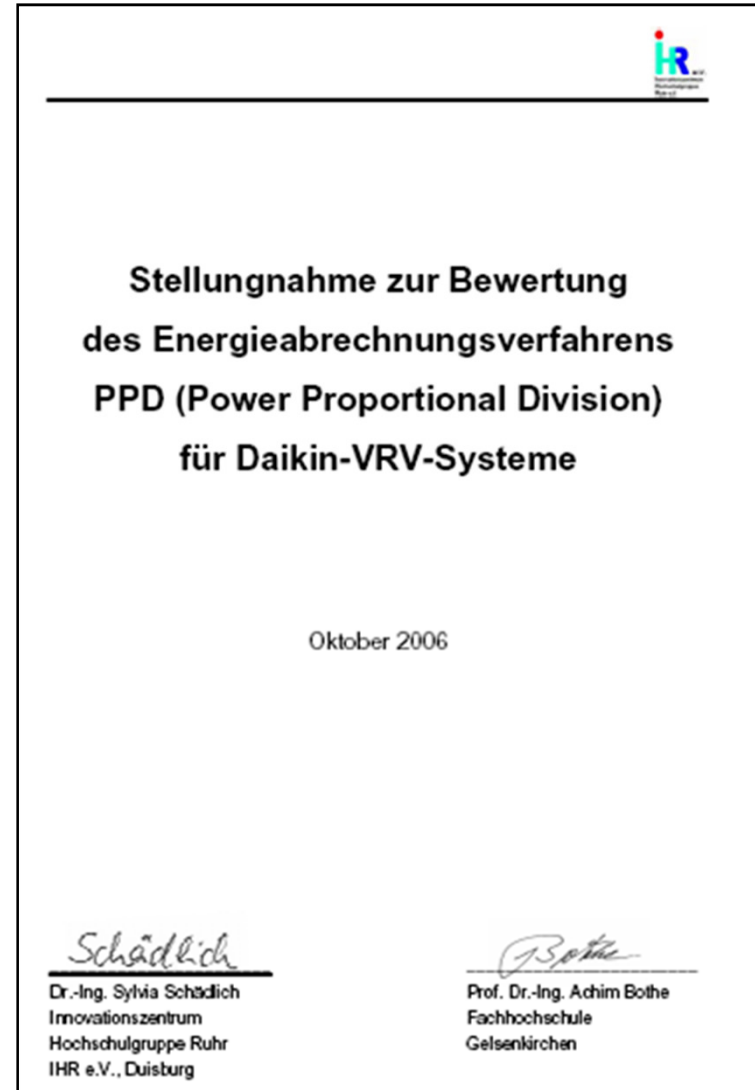 iHR e.V.
Stellungnahme zur Bewertung
des Energieabrechnungsverfahrens
PPD (Power Proportional Division)
für Daikin-VRV-Systeme
Oktober 2006
Schädlich
Bothe
Dr.-Ing. Sylvia Schädlich
Prof. Dr.-Ing. Achim Bothe
Innovationszentrum
Fachhochschule
Hochschulgruppe Ruhr
Gelsenkirchen
IHR e.V., Duisburg